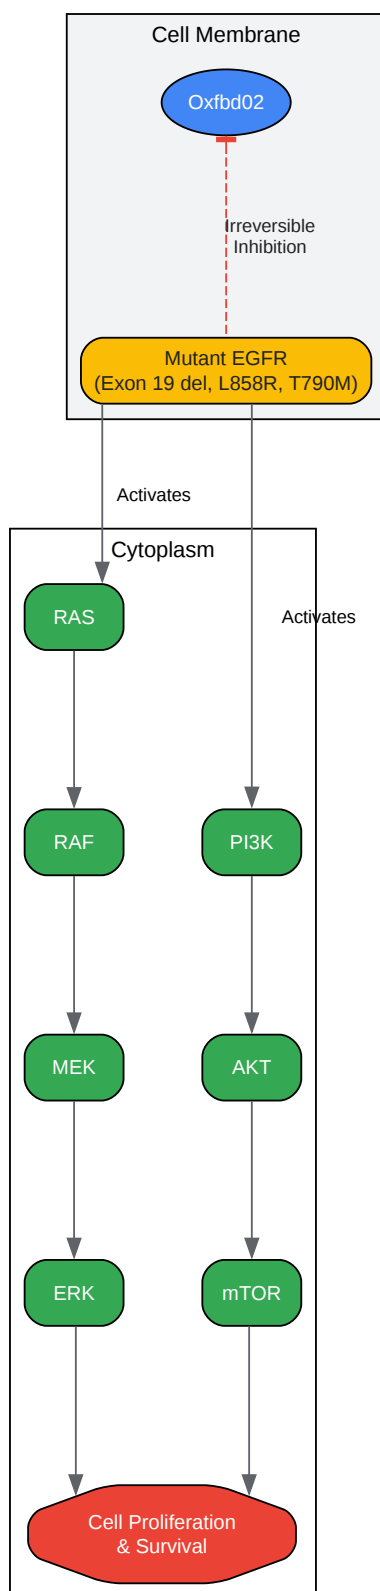 Cell Membrane
Oxfbd02
Irreversible
Inhibition
Mutant EGFR
(Exon 19 del, L858R, T790M)
Activates
Cytoplasm
RAS
Activates
RAF
PI3K
MEK
AKT
ERK
mTOR
Cell Proliferation
& Survival